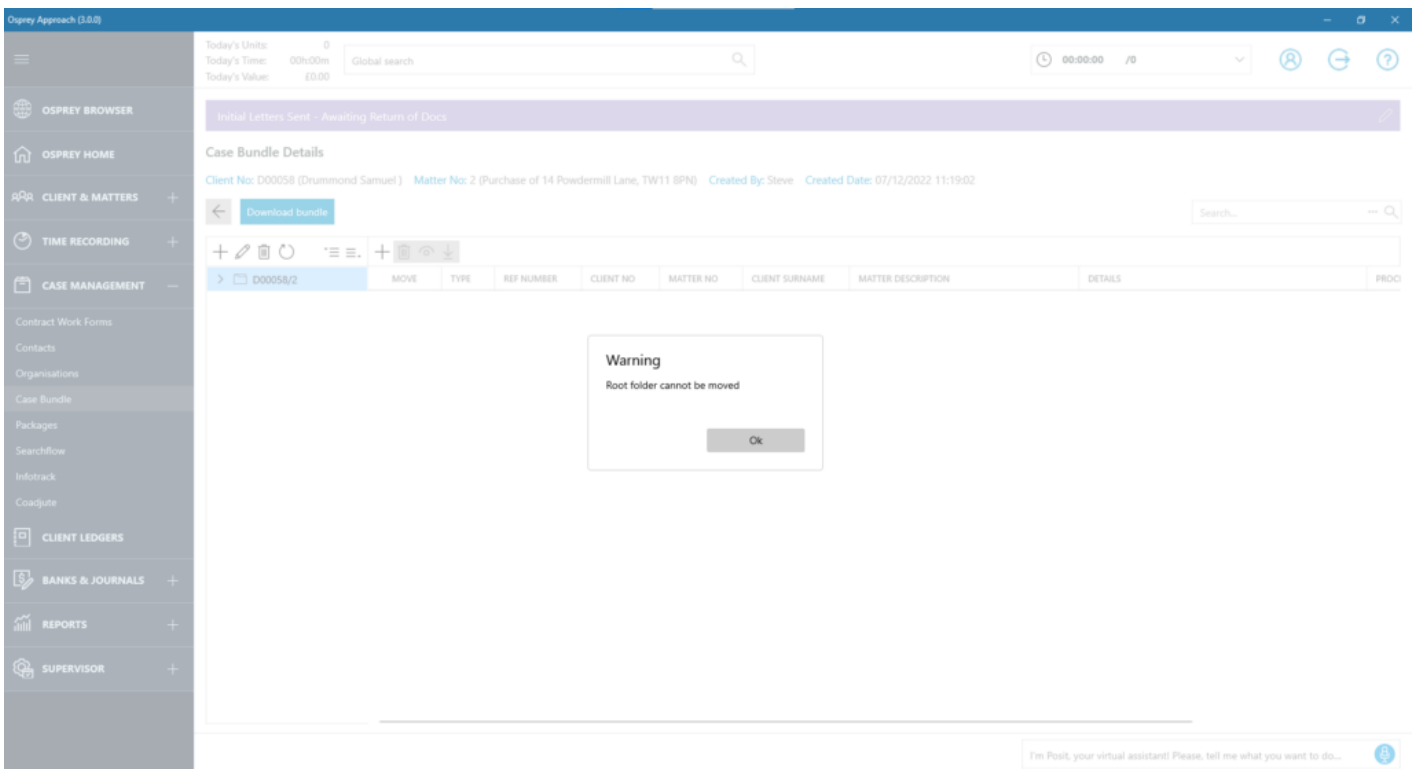 Osprey Approach (3.0.0)
Today's Units: 0
Today's Time: 00h:00m
Today's Value: £0.00
Global search
00:00:00 /0
OSPREY BROWSER
OSPREY HOME
CLIENT & MATTERS
TIME RECORDING
CASE MANAGEMENT
Contract Work Forms
Contacts
Organisations
Case Bundle
Packages
Searchflow
Infotrack
Coadjute
CLIENT LEDGERS
BANKS & JOURNALS
REPORTS
SUPERVISOR
Initial Letters Sent - Awaiting Return of Docs
Case Bundle Details
Client No: D00058 (Drummond Samuel ) Matter No: 2 (Purchase of 14 Powdermill Lane, TW11 8PN) Created By: Steve Created Date: 07/12/2022 11:19:02
Download bundle
Search...
D00058/2
MOVE TYPE REF NUMBER CLIENT NO MATTER NO CLIENT SURNAME MATTER DESCRIPTION DETAILS PROC
Warning
Root folder cannot be moved
Ok
I'm Posit, your virtual assistant! Please, tell me what you want to do...